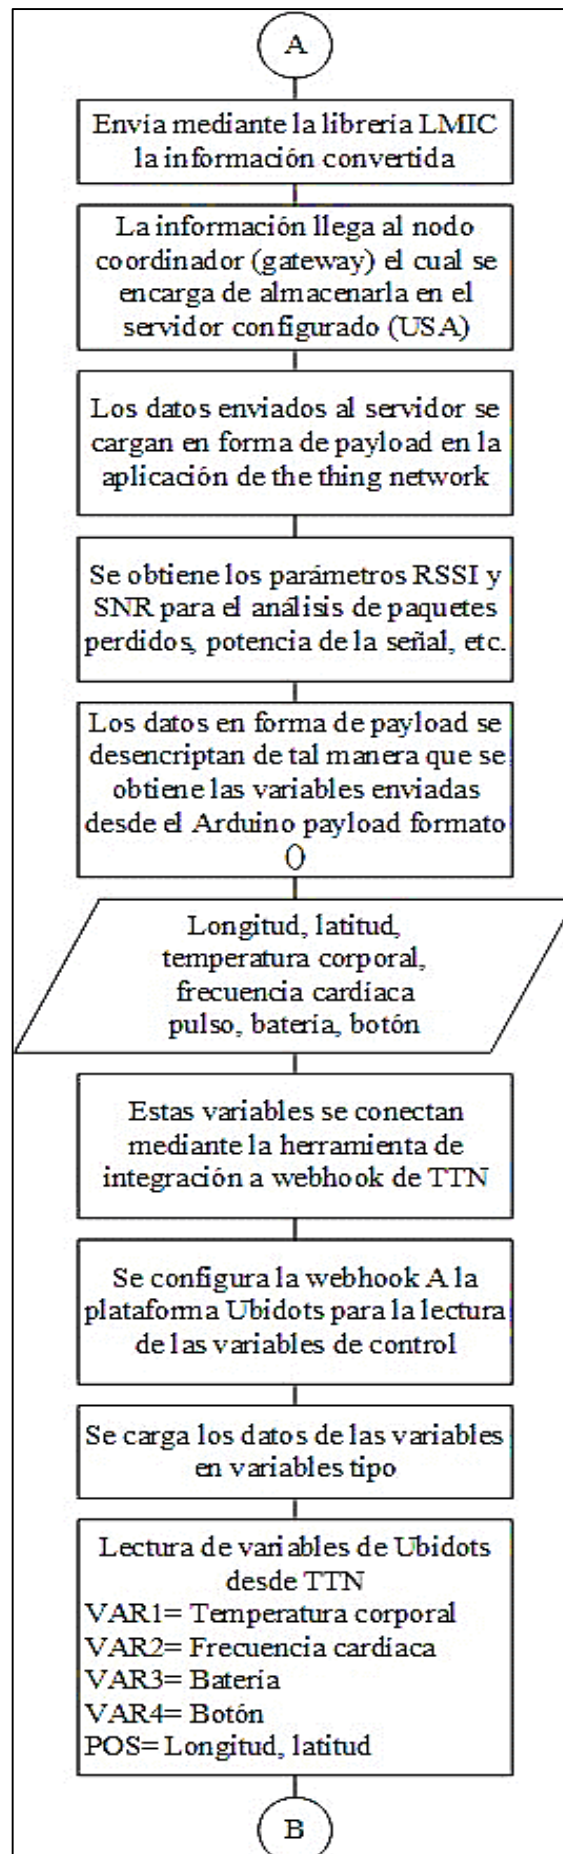 A
Envía mediante la librería LMIC
la información convertida
La información llega al nodo
coordinador (gateway) el cual se
encarga de almacenarla en el
servidor configurado (USA)
Los datos enviados al servidor se
cargan en forma de payload en la
aplicación de the thing network
Se obtiene los parámetros RSSI y
SNR para el análisis de paquetes
perdidos, potencia de la señal, etc.
Los datos en forma de payload se
desencriptan de tal manera que se
obtiene las variables enviadas
desde el Arduino payload formato
()
Longitud, latitud,
temperatura corporal,
frecuencia cardíaca
pulso, batería, botón
Estas variables se conectan
mediante la herramienta de
integración a webhook de TTN
Se configura la webhook A la
plataforma Ubidots para la lectura
de las variables de control
Se carga los datos de las variables
en variables tipo
Lectura de variables de Ubidots
desde TTN
VAR1= Temperatura corporal
VAR2= Frecuencia cardíaca
VAR3= Batería
VAR4= Botón
POS= Longitud, latitud
B